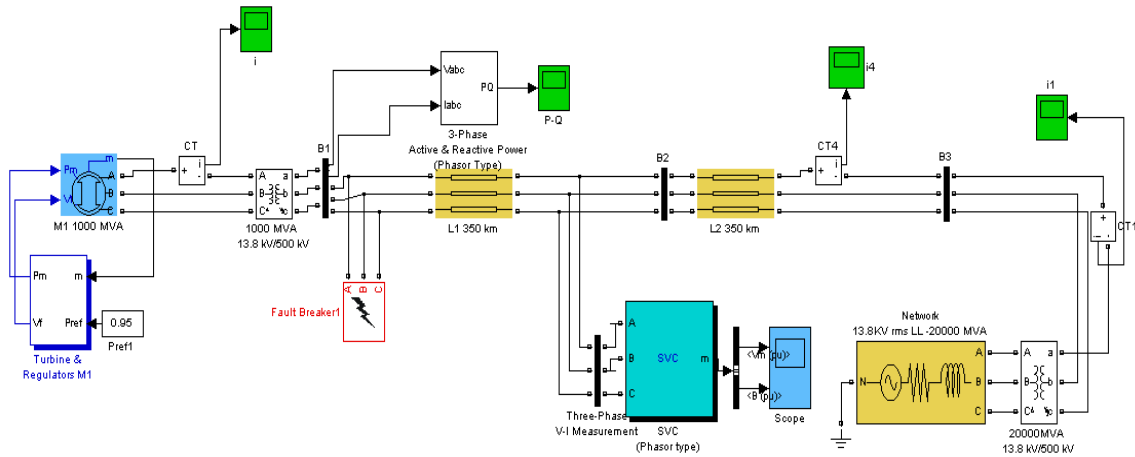 i
i4
i1
Vabc
Iabc
PQ
3-Phase
Active & Reactive Power
(Phasor Type)
P-Q
CT
CT4
B1
B2
B3
Pm
Vf
m
A
B
C
M1 1000 MVA
+
i
-
A
B
C
a
b
c
1000 MVA
13.8 kV/500 kV
L1 350 km
L2 350 km
+
i
-
+
i
-
CT1
Pm
Vf
m
Pref
0.95
Pref1
Turbine &
Regulators M1
A
B
C
Fault Breaker1
Three-Phase
V-I Measurement
A
B
C
SVC
m
SVC
(Phasor type)
<Vm (pu)>
<B (pu)>
Scope
Network
13.8KV rms LL -20000 MVA
N
A
B
C
A
B
C
a
b
c
20000MVA
13.8 kV/500 kV